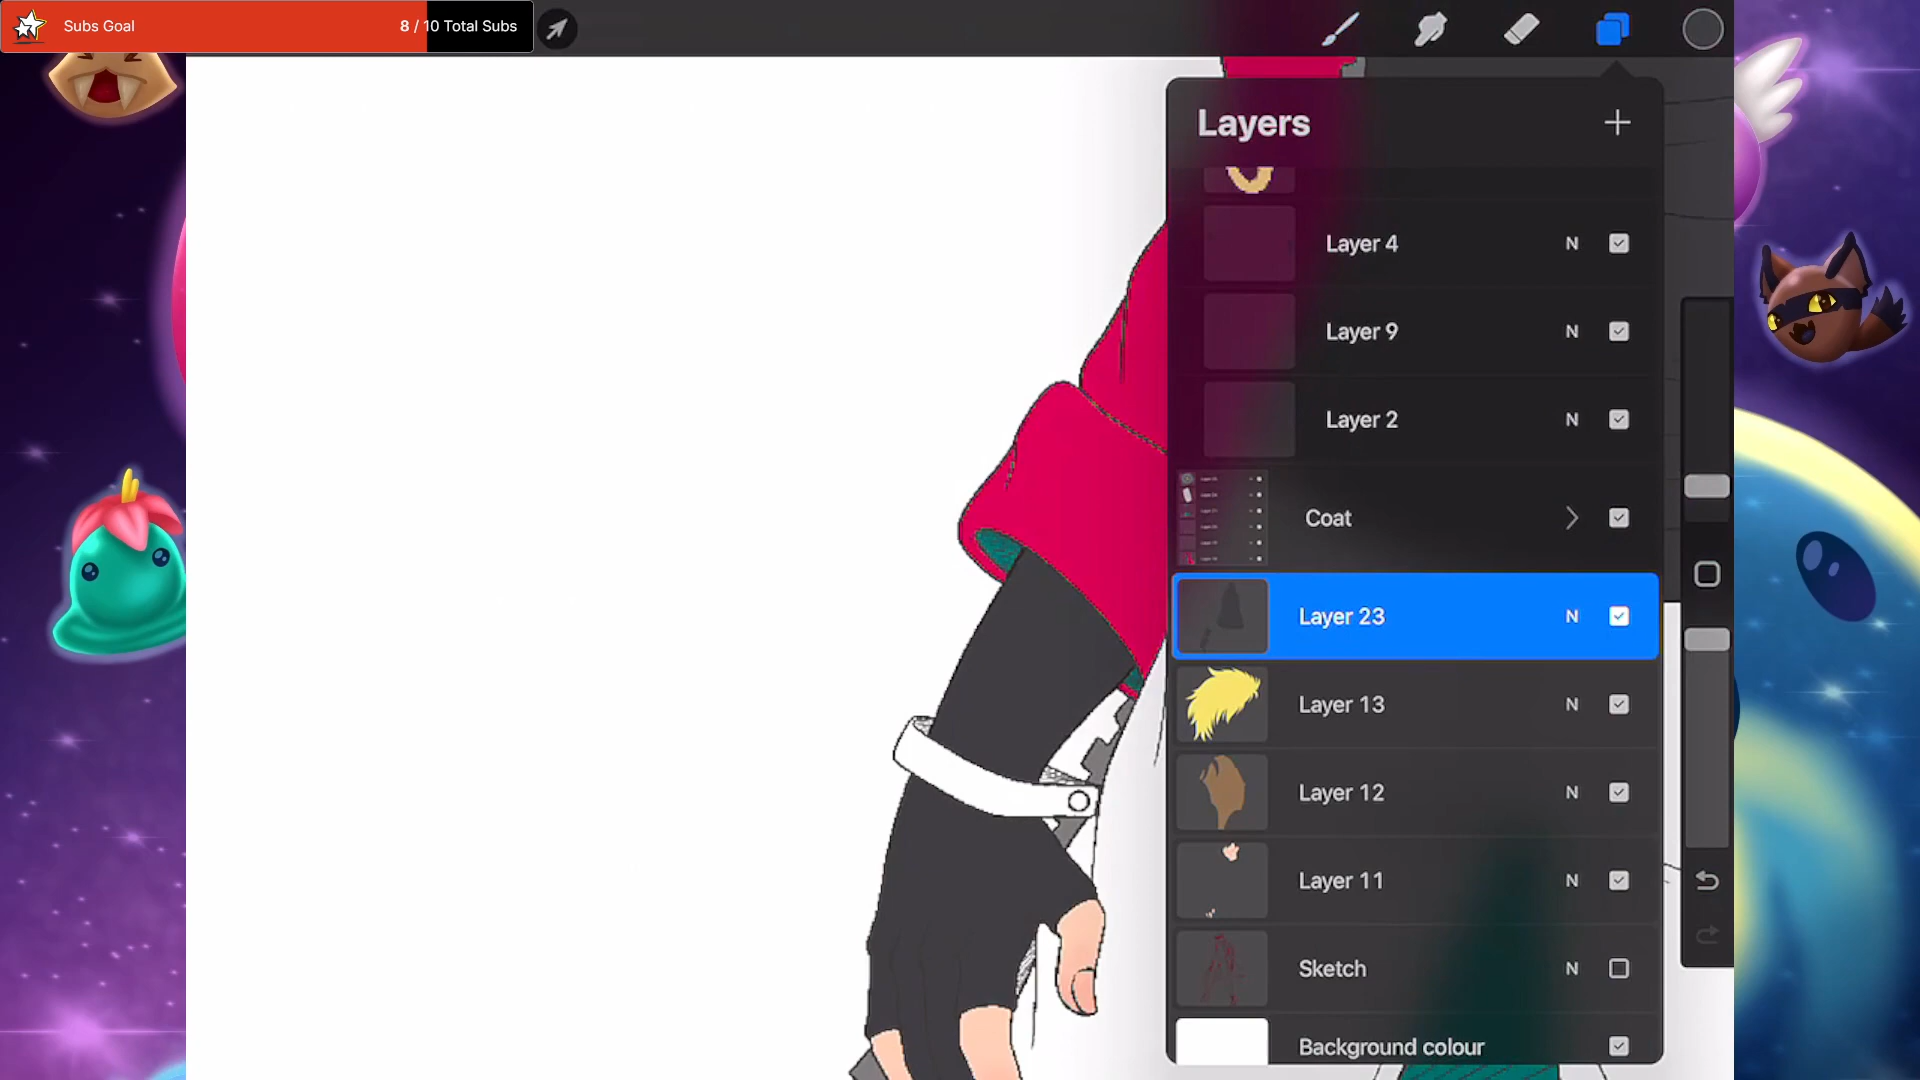 Subs Goal 8 / 10 Total Subs
Layers
Layer 4 N
Layer 9 N
Layer 2 N
Coat
Layer 23 N
Layer 13 N
Layer 12 N
Layer 11 N
Sketch N
Background colour